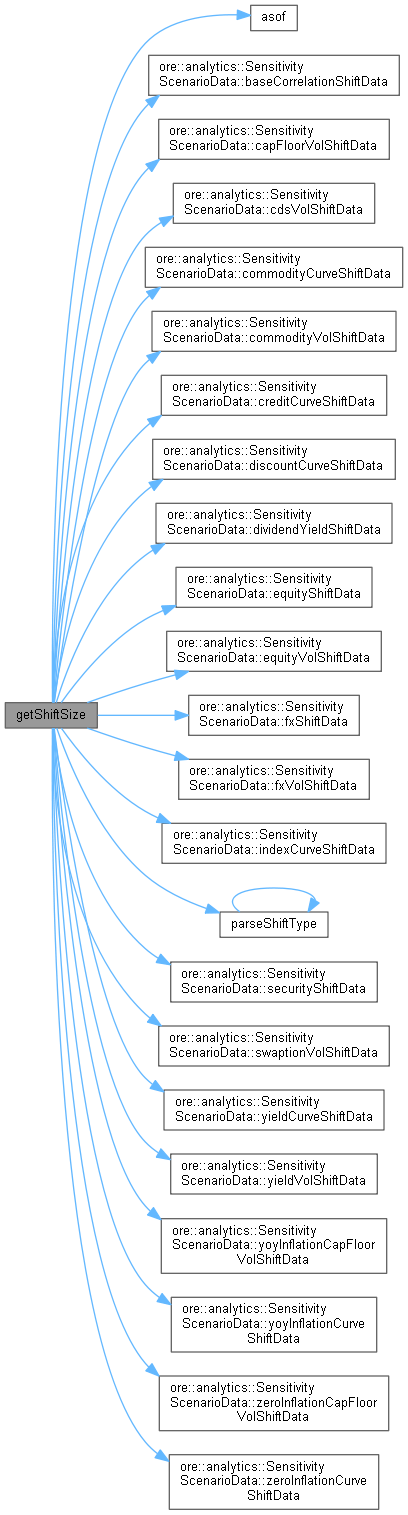 asof
ore::analytics::Sensitivity
ScenarioData::baseCorrelationShiftData
ore::analytics::Sensitivity
ScenarioData::capFloorVolShiftData
ore::analytics::Sensitivity
ScenarioData::cdsVolShiftData
ore::analytics::Sensitivity
ScenarioData::commodityCurveShiftData
ore::analytics::Sensitivity
ScenarioData::commodityVolShiftData
ore::analytics::Sensitivity
ScenarioData::creditCurveShiftData
ore::analytics::Sensitivity
ScenarioData::discountCurveShiftData
ore::analytics::Sensitivity
ScenarioData::dividendYieldShiftData
ore::analytics::Sensitivity
ScenarioData::equityShiftData
ore::analytics::Sensitivity
ScenarioData::equityVolShiftData
getShiftSize
ore::analytics::Sensitivity
ScenarioData::fxShiftData
ore::analytics::Sensitivity
ScenarioData::fxVolShiftData
ore::analytics::Sensitivity
ScenarioData::indexCurveShiftData
parseShiftType
ore::analytics::Sensitivity
ScenarioData::securityShiftData
ore::analytics::Sensitivity
ScenarioData::swaptionVolShiftData
ore::analytics::Sensitivity
ScenarioData::yieldCurveShiftData
ore::analytics::Sensitivity
ScenarioData::yieldVolShiftData
ore::analytics::Sensitivity
ScenarioData::yoyInflationCapFloor
VolShiftData
ore::analytics::Sensitivity
ScenarioData::yoyInflationCurve
ShiftData
ore::analytics::Sensitivity
ScenarioData::zeroInflationCapFloor
VolShiftData
ore::analytics::Sensitivity
ScenarioData::zeroInflationCurve
ShiftData